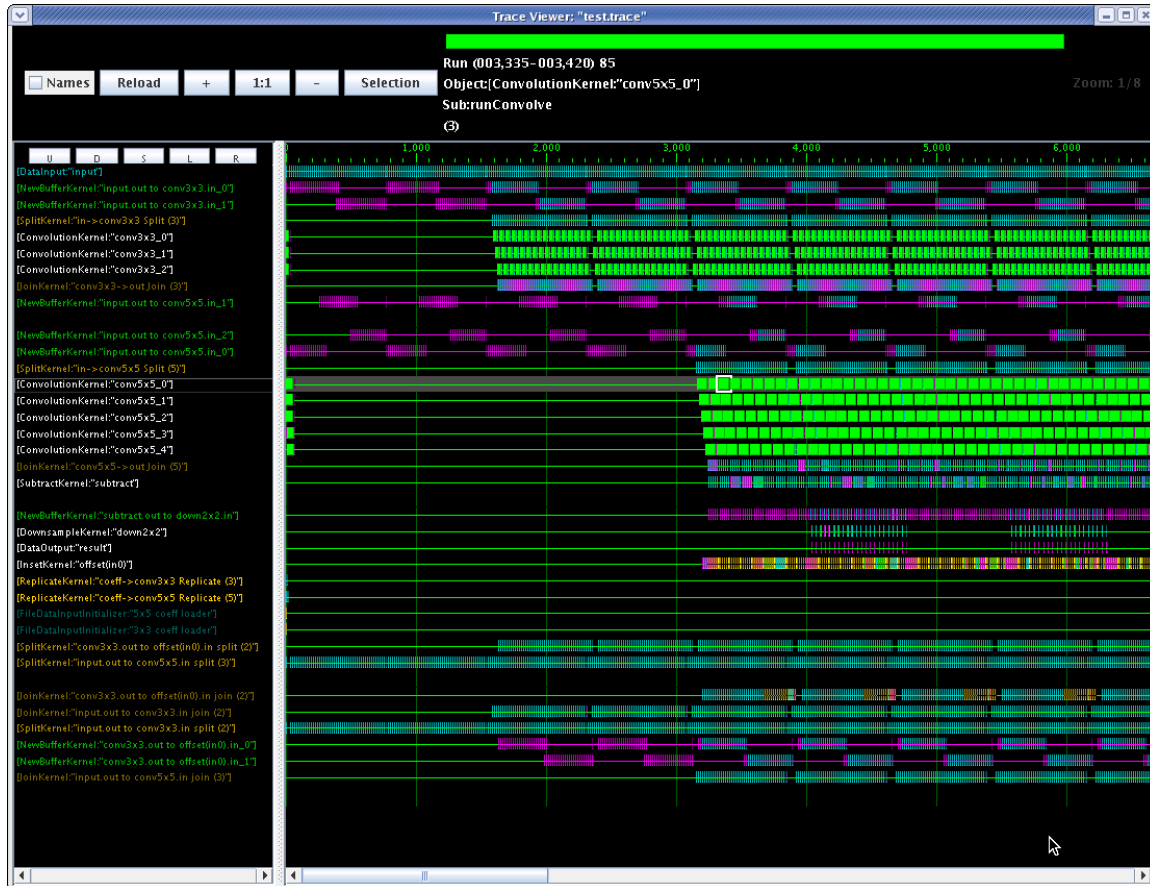 Trace Viewer: "test.trace"
Run (003,335-003,420) 85
Names Reload + 1:1 - Selection Object:[ConvolutionKernel:"conv5x5_0"] Zoom: 1/8
Sub:runConvolve
(3)
U D S L R 0 1,000 2,000 3,000 4,000 5,000 6,000
[DataInput:"input"]
[NewBufferKernel:"input.out to conv3x3.in_0"]
[NewBufferKernel:"input.out to conv3x3.in_1"]
[SplitKernel:"in->conv3x3 Split (3)"]
[ConvolutionKernel:"conv3x3_0"]
[ConvolutionKernel:"conv3x3_1"]
[ConvolutionKernel:"conv3x3_2"]
[JoinKernel:"conv3x3->out Join (3)"]
[NewBufferKernel:"input.out to conv5x5.in_1"]
[NewBufferKernel:"input.out to conv5x5.in_2"]
[NewBufferKernel:"input.out to conv5x5.in_0"]
[SplitKernel:"in->conv5x5 Split (5)"]
[ConvolutionKernel:"conv5x5_0"]
[ConvolutionKernel:"conv5x5_1"]
[ConvolutionKernel:"conv5x5_2"]
[ConvolutionKernel:"conv5x5_3"]
[ConvolutionKernel:"conv5x5_4"]
[JoinKernel:"conv5x5->out Join (5)"]
[SubtractKernel:"subtract"]
[NewBufferKernel:"subtract.out to down2x2.in"]
[DownsampleKernel:"down2x2"]
[DataOutput:"result"]
[InsetKernel:"offset(in0)"]
[ReplicateKernel:"coeff->conv3x3 Replicate (3)"]
[ReplicateKernel:"coeff->conv5x5 Replicate (5)"]
[FileDataInputInitializer:"5x5 coeff loader"]
[FileDataInputInitializer:"3x3 coeff loader"]
[SplitKernel:"conv3x3.out to offset(in0).in split (2)"]
[SplitKernel:"input.out to conv5x5.in split (3)"]
[JoinKernel:"conv3x3.out to offset(in0).in join (2)"]
[JoinKernel:"input.out to conv3x3.in join (2)"]
[SplitKernel:"input.out to conv3x3.in split (2)"]
[NewBufferKernel:"conv3x3.out to offset(in0).in_0"]
[NewBufferKernel:"conv3x3.out to offset(in0).in_1"]
[JoinKernel:"input.out to conv5x5.in join (3)"]